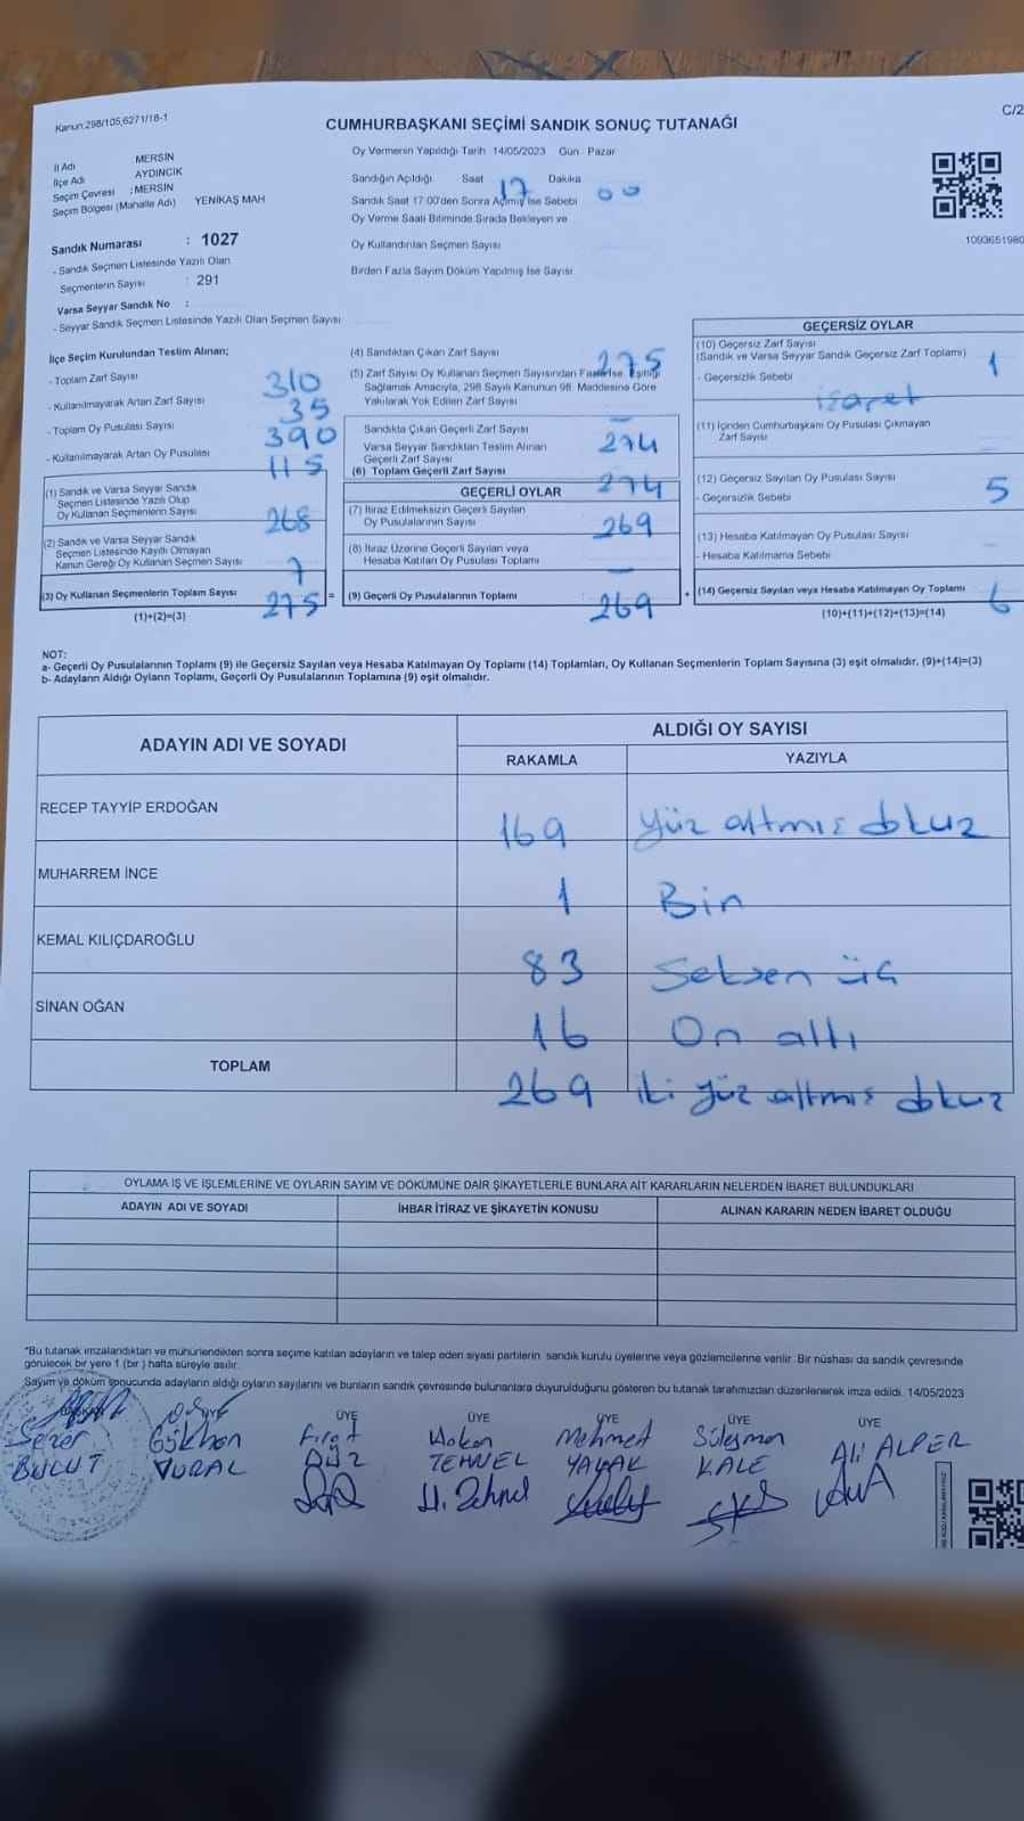 Kanun:298/105,6271/18-1
C/2
CUMHURBAŞKANI SEÇİMİ SANDIK SONUÇ TUTANAĞI
İl Adı MERSİN
İlçe Adı AYDINCIK
Seçim Çevresi :MERSİN
Seçim Bölgesi (Mahalle Adı) YENİKAŞ MAH
Sandık Numarası : 1027
- Sandık Seçmen Listesinde Yazılı Olan
Seçmenlerin Sayısı : 291
Varsa Seyyar Sandık No :
- Seyyar Sandık Seçmen Listesinde Yazılı Olan Seçmen Sayısı
Oy Vermenin Yapıldığı Tarih 14/05/2023 Gün Pazar
Sandığın Açıldığı Saat 17 Dakika 00
Sandık Saat 17:00'den Sonra Açılmış İse Sebebi
Oy Verme Saati Bitiminde Sırada Bekleyen ve
Oy Kullandırılan Seçmen Sayısı
Birden Fazla Sayım Döküm Yapılmış İse Sayısı
1093651980
İlçe Seçim Kurulundan Teslim Alınan;
- Toplam Zarf Sayısı 310
- Kullanılmayarak Artan Zarf Sayısı 35
- Toplam Oy Pusulası Sayısı 390
- Kullanılmayarak Artan Oy Pusulası 115
(1) Sandık ve Varsa Seyyar Sandık
Seçmen Listesinde Yazılı Olup
Oy Kullanan Seçmenlerin Sayısı 268
(2) Sandık ve Varsa Seyyar Sandık
Seçmen Listesinde Kayıtlı Olmayan
Kanun Gereği Oy Kullanan Seçmen Sayısı 7
(3) Oy Kullanan Seçmenlerin Toplam Sayısı 275
(1)+(2)=(3)
=
(4) Sandıktan Çıkan Zarf Sayısı 275
(5) Zarf Sayısı Oy Kullanan Seçmen Sayısından Fazla İse Eşitliği
Sağlamak Amacıyla, 298 Sayılı Kanunun 98. Maddesine Göre
Yakılarak Yok Edilen Zarf Sayısı –
Sandıkta Çıkan Geçerli Zarf Sayısı 274
Varsa Seyyar Sandıktan Teslim Alınan
Geçerli Zarf Sayısı
(6) Toplam Geçerli Zarf Sayısı 274
GEÇERLİ OYLAR
(7) İtiraz Edilmeksizin Geçerli Sayılan
Oy Pusulalarının Sayısı 269
(8) İtiraz Üzerine Geçerli Sayılan veya
Hesaba Katılan Oy Pusulası Toplamı –
(9) Geçerli Oy Pusulalarının Toplamı 269
+
GEÇERSİZ OYLAR
(10) Geçersiz Zarf Sayısı
(Sandık ve Varsa Seyyar Sandık Geçersiz Zarf Toplamı) 1
- Geçersizlik Sebebi işaret
(11) İçinden Cumhurbaşkanı Oy Pusulası Çıkmayan
Zarf Sayısı
(12) Geçersiz Sayılan Oy Pusulası Sayısı 5
- Geçersizlik Sebebi
(13) Hesaba Katılmayan Oy Pusulası Sayısı
- Hesaba Katılmama Sebebi
(14) Geçersiz Sayılan veya Hesaba Katılmayan Oy Toplamı 6
(10)+(11)+(12)+(13)=(14)
NOT:
a- Geçerli Oy Pusulalarının Toplamı (9) ile Geçersiz Sayılan veya Hesaba Katılmayan Oy Toplamı (14) Toplamları, Oy Kullanan Seçmenlerin Toplam Sayısına (3) eşit olmalıdır. (9)+(14)=(3)
b- Adayların Aldığı Oyların Toplamı, Geçerli Oy Pusulalarının Toplamına (9) eşit olmalıdır.
ADAYIN ADI VE SOYADI
ALDIĞI OY SAYISI
RAKAMLA YAZIYLA
RECEP TAYYİP ERDOĞAN 169 yüz altmış dokuz
MUHARREM İNCE 1 Bir
KEMAL KILIÇDAROĞLU 83 seksen üç
SİNAN OĞAN 16 On altı
TOPLAM 269 iki yüz altmış dokuz
OYLAMA İŞ VE İŞLEMLERİNE VE OYLARIN SAYIM VE DÖKÜMÜNE DAİR ŞİKAYETLERLE BUNLARA AİT KARARLARIN NELERDEN İBARET BULUNDUKLARI
ADAYIN ADI VE SOYADI İHBAR İTİRAZ VE ŞİKAYETİN KONUSU ALINAN KARARIN NEDEN İBARET OLDUĞU
*Bu tutanak imzalandıktan ve mühürlendikten sonra seçime katılan adayların ve talep eden siyasi partilerin sandık kurulu üyelerine veya gözlemcilerine verilir. Bir nüshası da sandık çevresinde
görülecek bir yere 1 (bir) hafta süreyle asılır.
Sayım ve döküm sonucunda adayların aldığı oyların sayılarını ve bunların sandık çevresinde bulunanlara duyurulduğunu gösteren bu tutanak tarafımızdan düzenlenerek imza edildi. 14/05/2023
ÜYE ÜYE ÜYE ÜYE ÜYE
Sezer Gökhan Fırat Hakan Mehmet Süleyman Ali ALPER
BULUT VURAL DÜZ TEHNEL YAYAK KALE
H. Tehnel